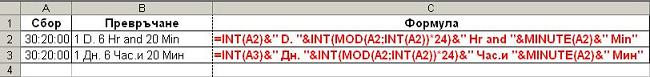 A B C
1 Сбор Превръчане Формула
2 30:20:00 1 D. 6 Hr and 20 Min =INT(A2)&" D. "&INT(MOD(A2;INT(A2))*24)&" Hr and "&MINUTE(A2)&" Min"
3 30:20:00 1 Дн. 6 Час.и 20 Мин =INT(A3)&" Дн. "&INT(MOD(A2;INT(A2))*24)&" Час.и "&MINUTE(A2)&" Мин"
4